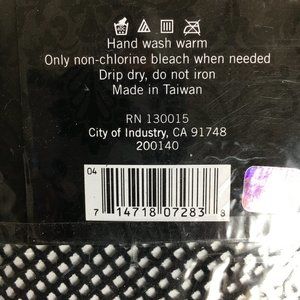 Hand wash warm
Only non-chlorine bleach when needed
Drip dry, do not iron
Made in Taiwan
RN 130015
City of Industry, CA 91748
200140
04
7 14718 07283 8